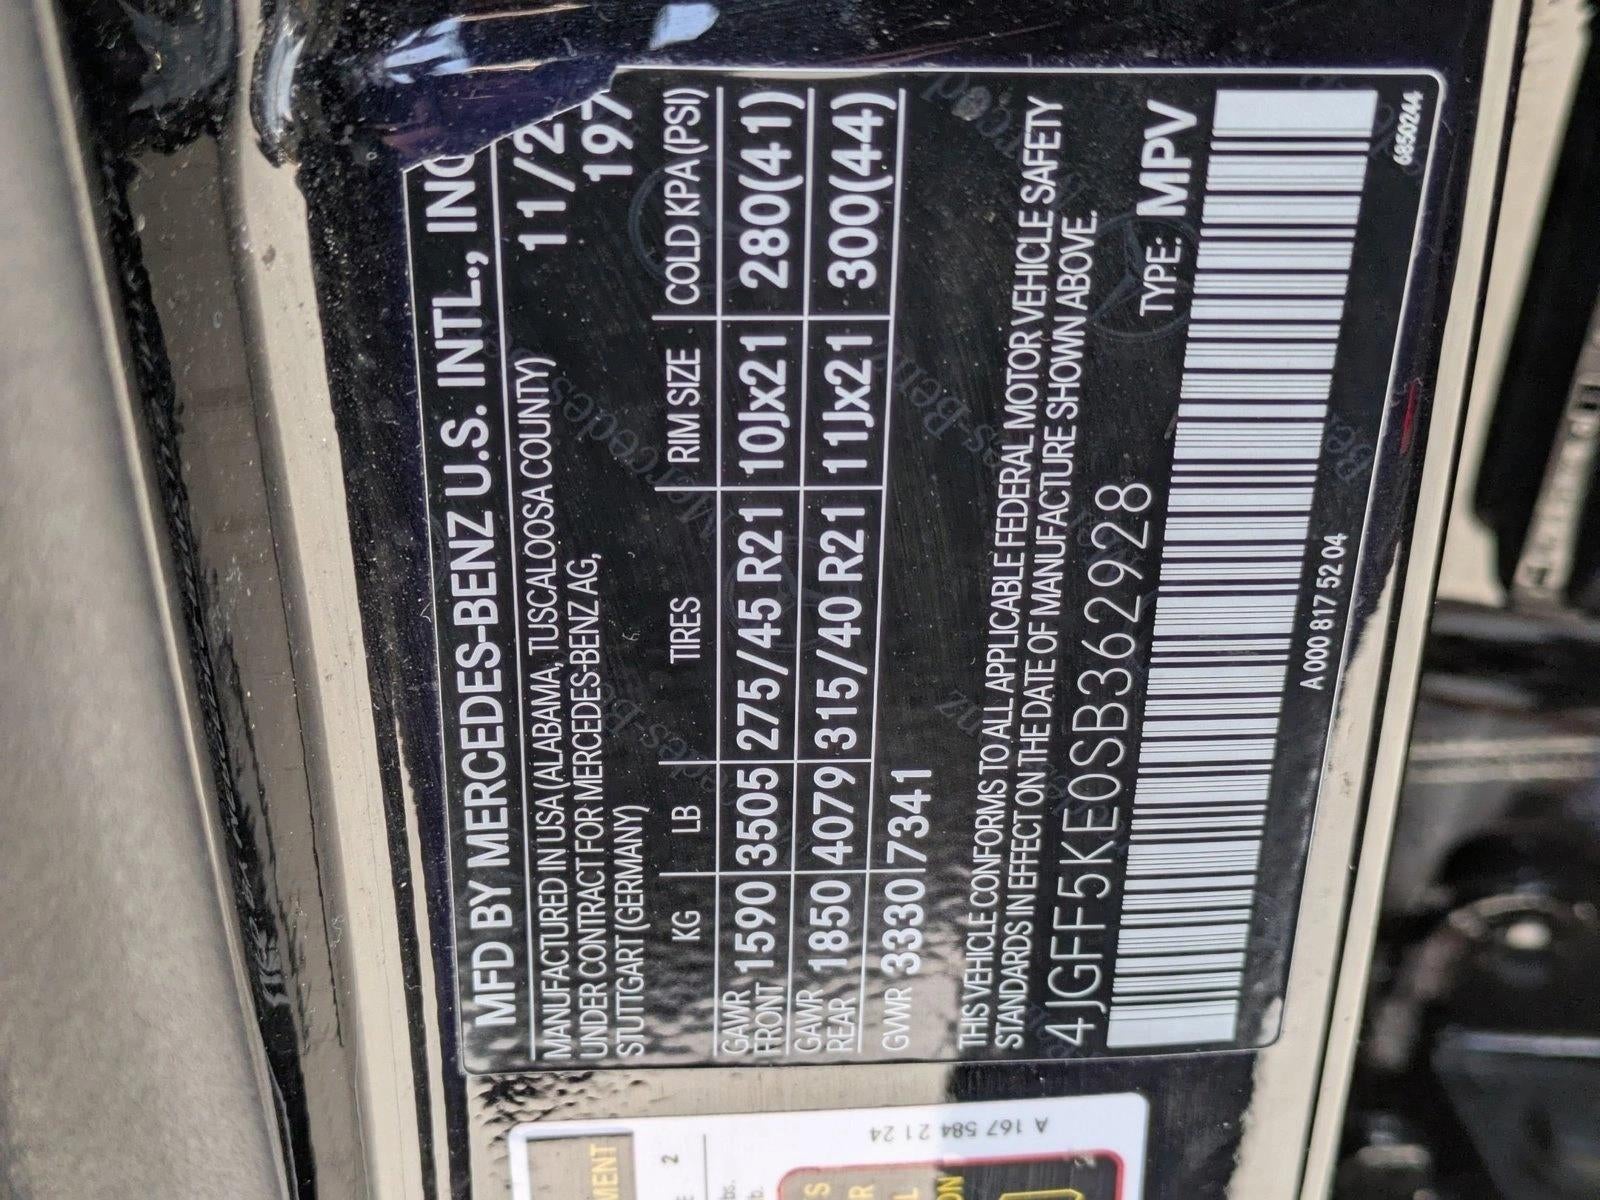 MFD BY MERCEDES-BENZ U.S. INTL., INC
MANUFACTURED IN USA (ALABAMA, TUSCALOOSA COUNTY) 11/2
UNDER CONTRACT FOR MERCEDES-BENZ AG, 197
STUTTGART (GERMANY)
KG LB TIRES RIM SIZE COLD KPA (PSI)
GAWR FRONT 1590 3505 275/45 R21 10Jx21 280(41)
GAWR REAR 1850 4079 315/40 R21 11Jx21 300(44)
GVWR 3330 7341
THIS VEHICLE CONFORMS TO ALL APPLICABLE FEDERAL MOTOR VEHICLE SAFETY
STANDARDS IN EFFECT ON THE DATE OF MANUFACTURE SHOWN ABOVE.
4JGFF5KE0SB362928 TYPE: MPV
A 000 817 52 04
6850244
A 167 584 21 24